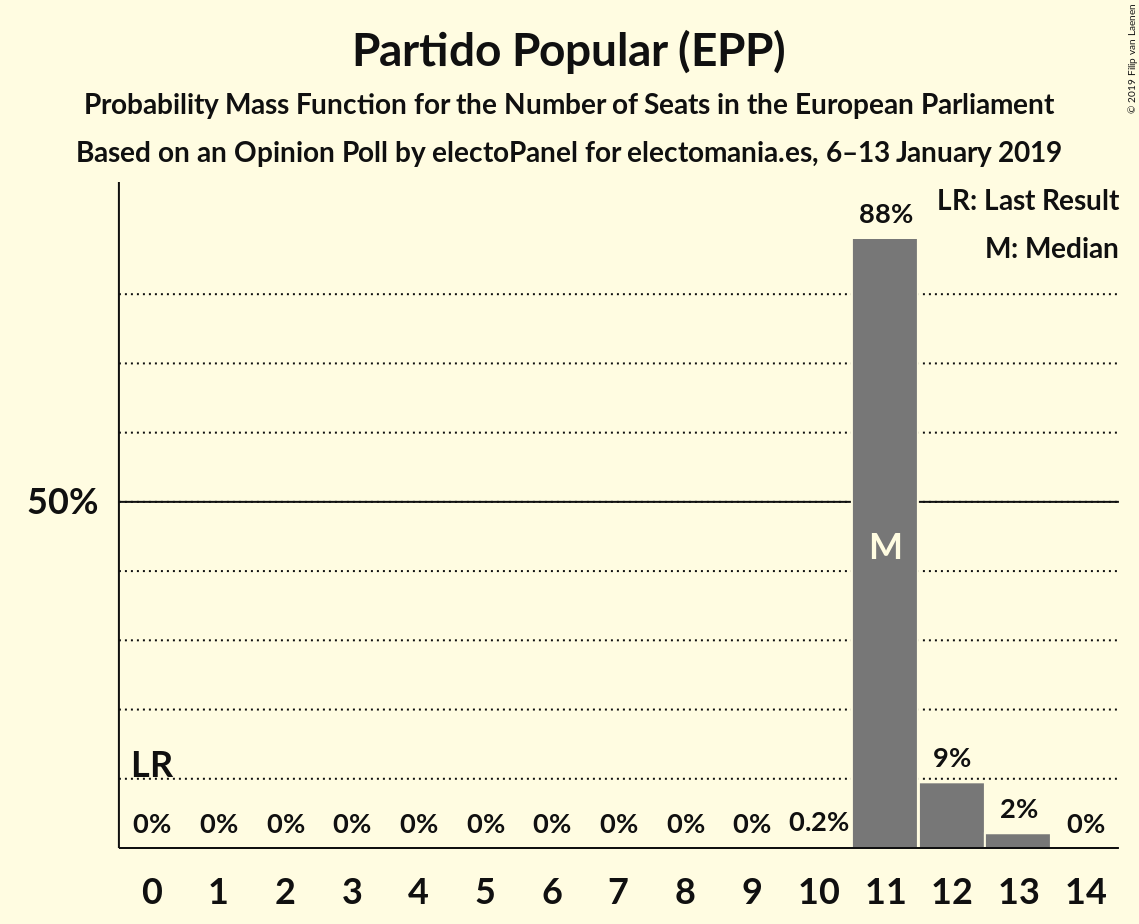 Partido Popular (EPP)
Probability Mass Function for the Number of Seats in the European Parliament
Based on an Opinion Poll by electoPanel for electomania.es, 6–13 January 2019
© 2019 Filip van Laenen
LR: Last Result
M: Median
88%
50%
M
LR
9%
2%
0% 0% 0% 0% 0% 0% 0% 0% 0% 0% 0.2% 0%
0 1 2 3 4 5 6 7 8 9 10 11 12 13 14